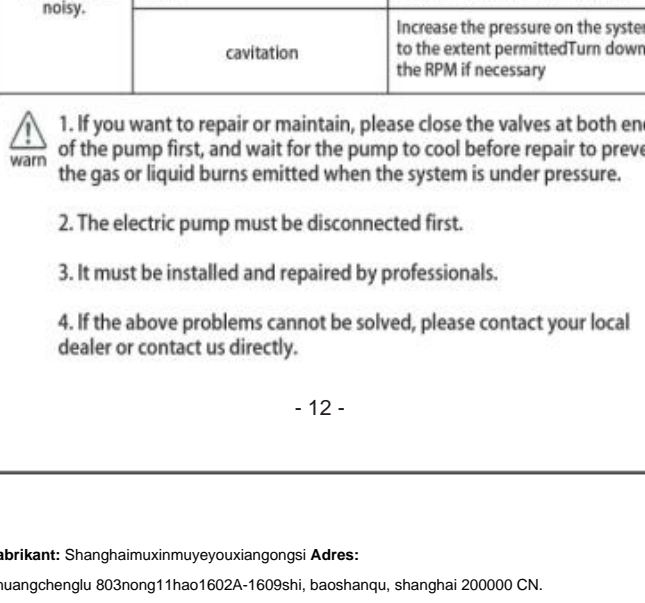 noisy.
cavitation
Increase the pressure on the
to the extent permittedTurn down
the RPM if necessary
1. If you want to repair or maintain, please close the valves at both
warn
of the pump first, and wait for the pump to cool before repair to
the gas or liquid burns emitted when the system is under pressure.
2. The electric pump must be disconnected first.
3. It must be installed and repaired by professionals.
4. If the above problems cannot be solved, please contact your local
dealer or contact us directly.
- 12 -
abrikant: Shanghaimuxinmuyeyouxiangongsi Adres:
huangchenglu 803nong11hao1602A-1609shi, baoshanqu, shanghai 200000 CN.